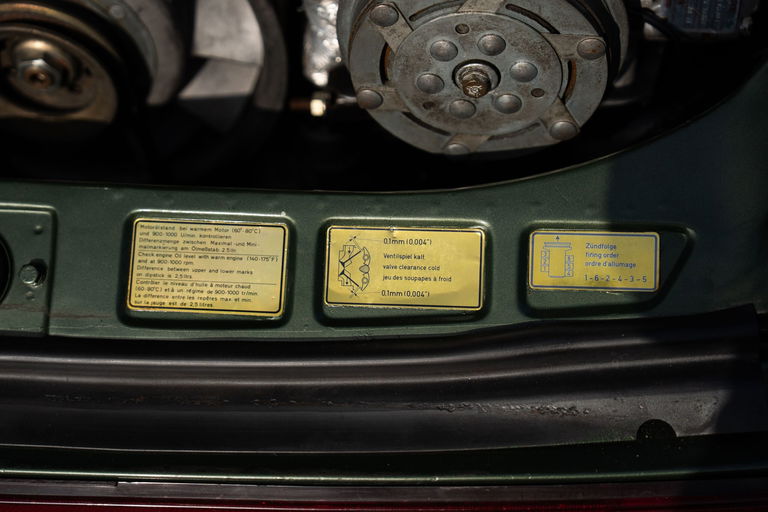 Motorölstand bei warmem Motor (60°-80°C)
und 900-1000 U/min. kontrollieren
Differenzmenge zwischen Maximal -und Mini-
malmarkierung am Ölmeßstab: 2.5 ltr.
Check engine Oil level with warm engine (140-175°F)
and at 900-1000 rpm.
Difference between upper and lower marks
on dipstick is 2,5ltrs.
Contrôler le niveau d'huile à moteur chaud
(60-80°C) et à un régime de 900-1000 tr/min.
La différence entre les repères max et min.
sur la jauge est de 2,5 litres.
0,1mm (0,004")
Ventilspiel kalt
valve clearance cold
jeu des soupapes à froid
0,1mm (0,004")
Zündfolge
firing order
ordre d'allumage
1-6-2-4-3-5